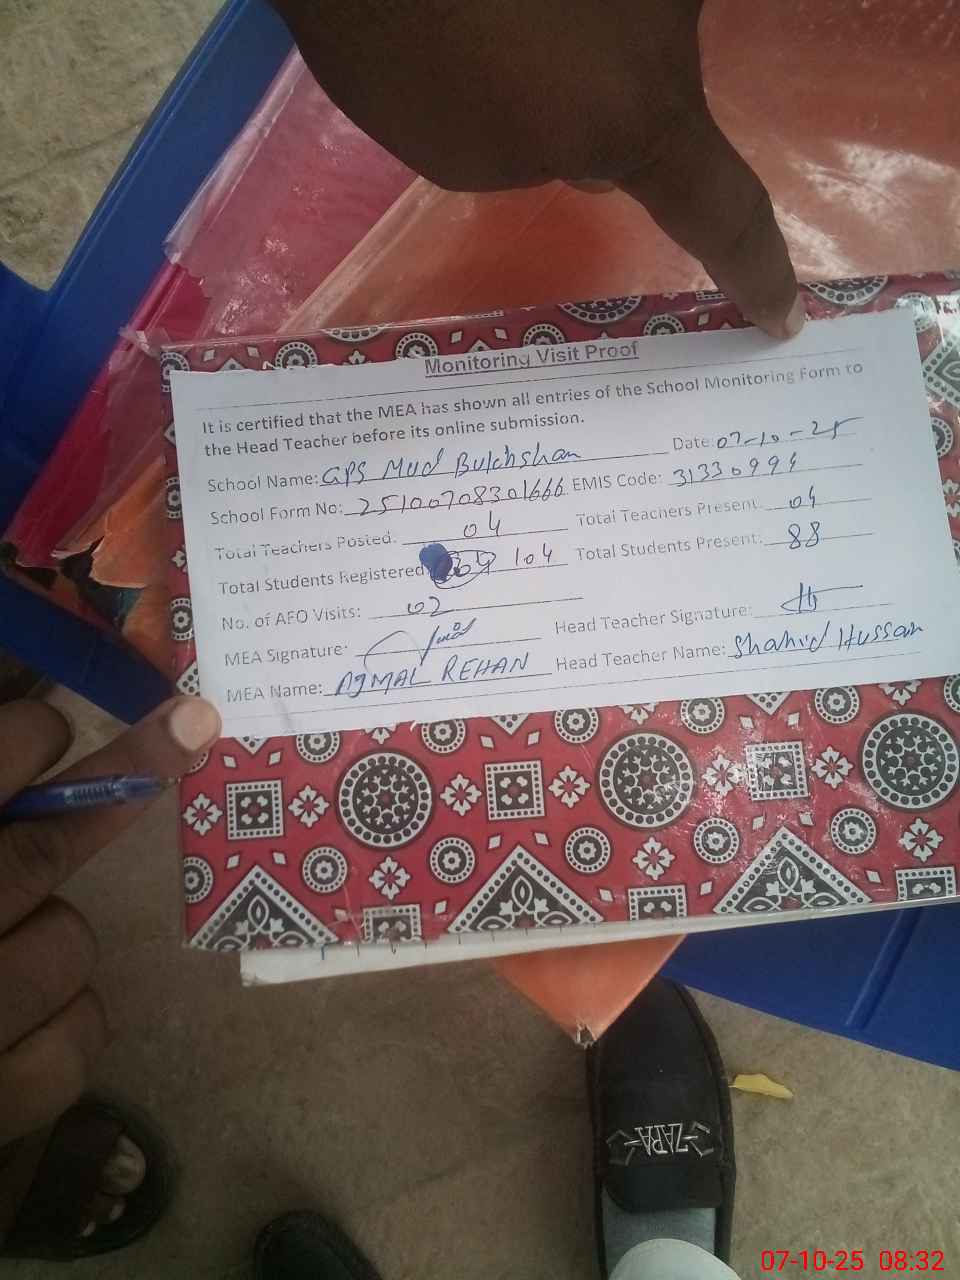 Monitoring Visit Proof
It is certified that the MEA has shown all entries of the School Monitoring Form to
the Head Teacher before its online submission.
School Name: GPS Mud Bulchshan Date: 07-10-25
School Form No: 25100708301666 EMIS Code: 31330994
Total Teachers Posted: 04 Total Teachers Present: 04
Total Students Registered 104 Total Students Present: 88
No. of AFO Visits: 02
MEA Signature: Head Teacher Signature:
MEA Name: AJMAL REHAN Head Teacher Name: Shahid Hussain
ZARA
07-10-25 08:32